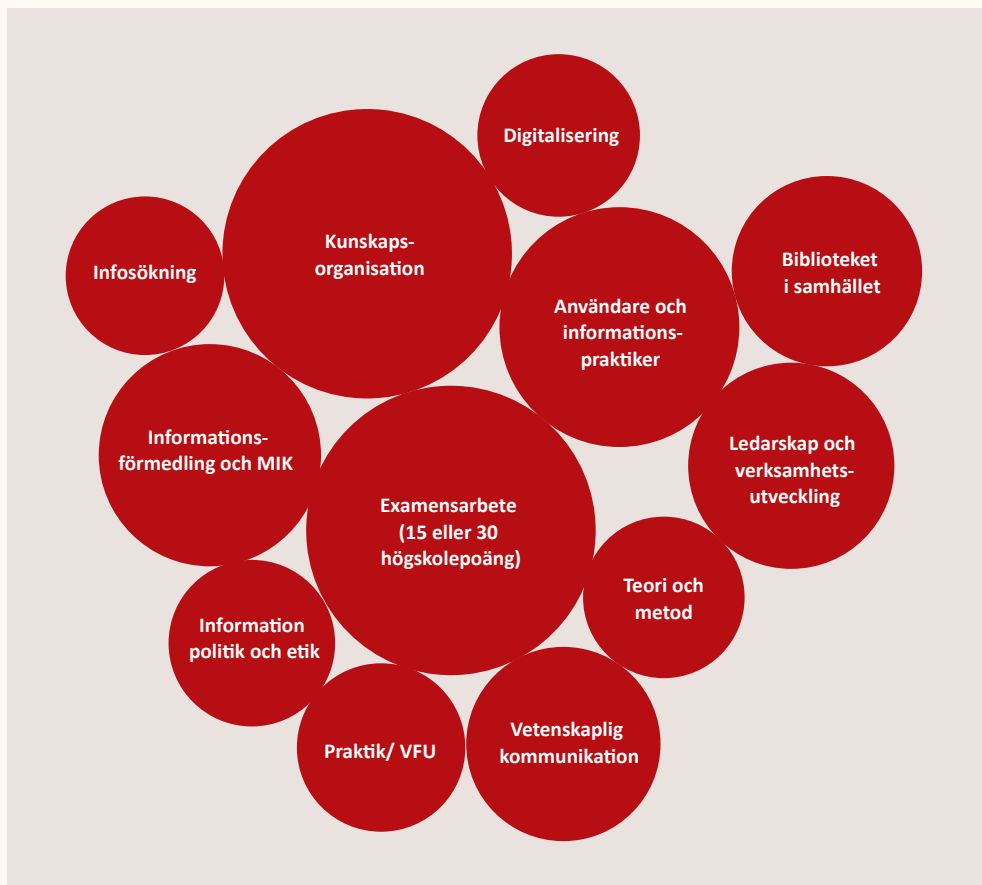 Digitalisering
Kunskaps-
organisation
Infosökning
Biblioteket
i samhället
Användare och
informations-
praktiker
Informations-
förmedling och MIK
Ledarskap och
verksamhets-
utveckling
Examensarbete
(15 eller 30
högskolepoäng)
Teori och
metod
Information
politik och etik
Praktik/ VFU
Vetenskaplig
kommunikation